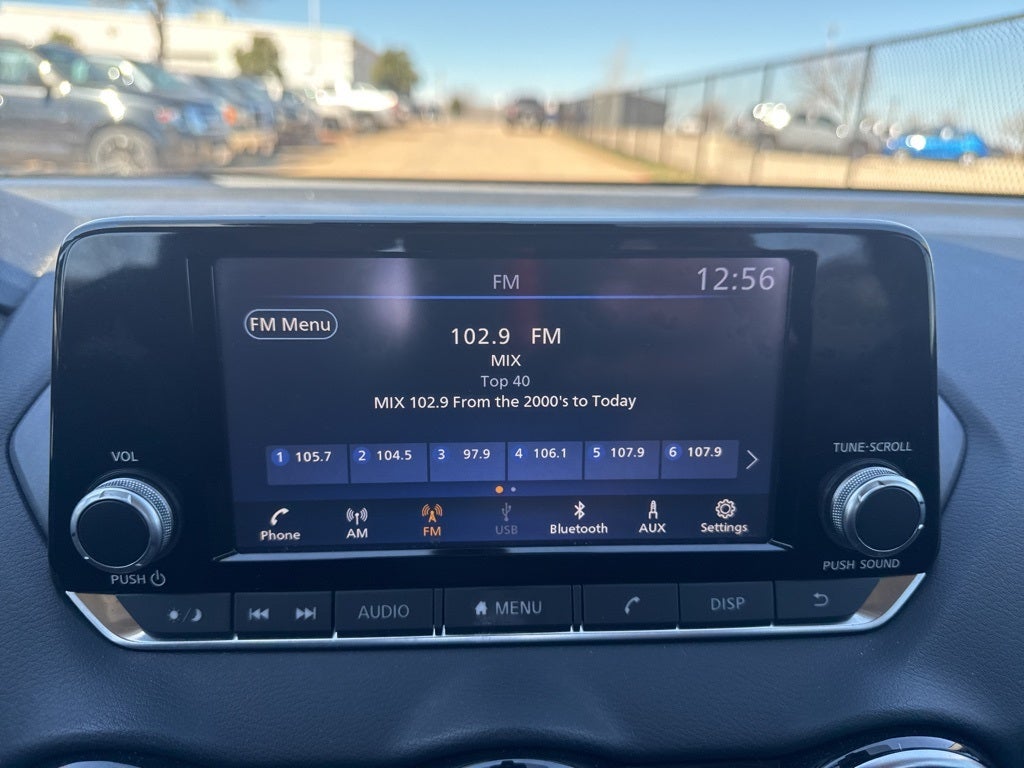 FM
12:56
FM Menu
102.9 FM
MIX
Top 40
MIX 102.9 From the 2000's to Today
1 105.7
2 104.5
3 97.9
4 106.1
5 107.9
6 107.9
VOL
TUNE·SCROLL
Phone
AM
FM
USB
Bluetooth
AUX
Settings
PUSH
PUSH SOUND
AUDIO
MENU
DISP